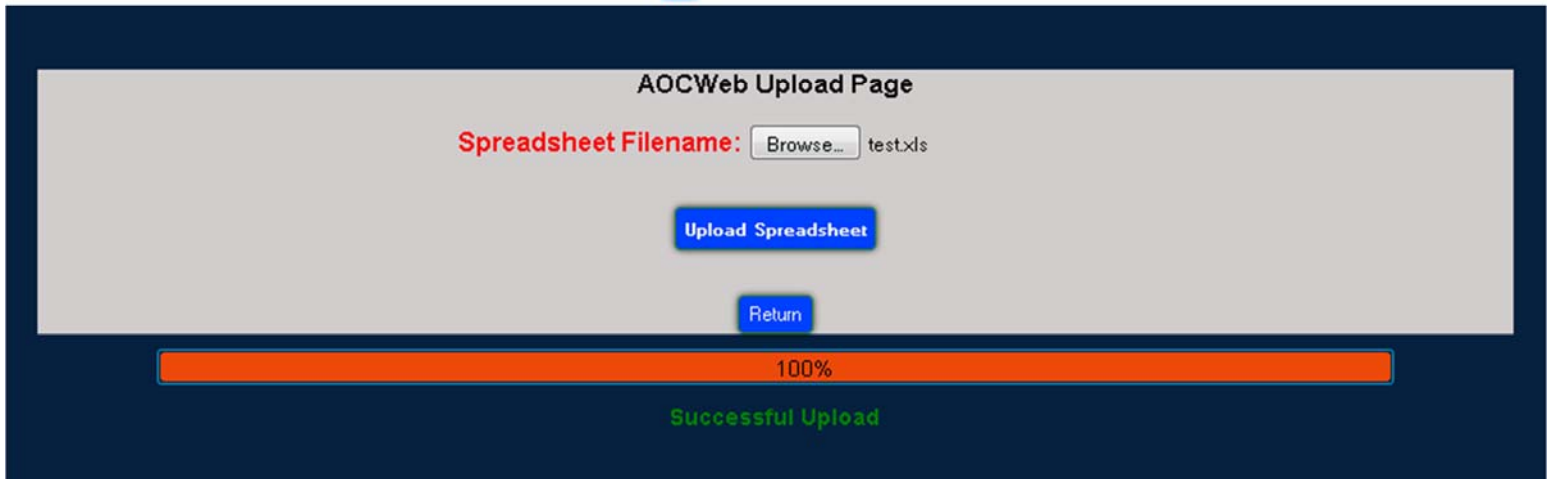 AOCWeb Upload Page
Spreadsheet Filename: Browse... test.xls
Upload Spreadsheet
Return
100%
Successful Upload